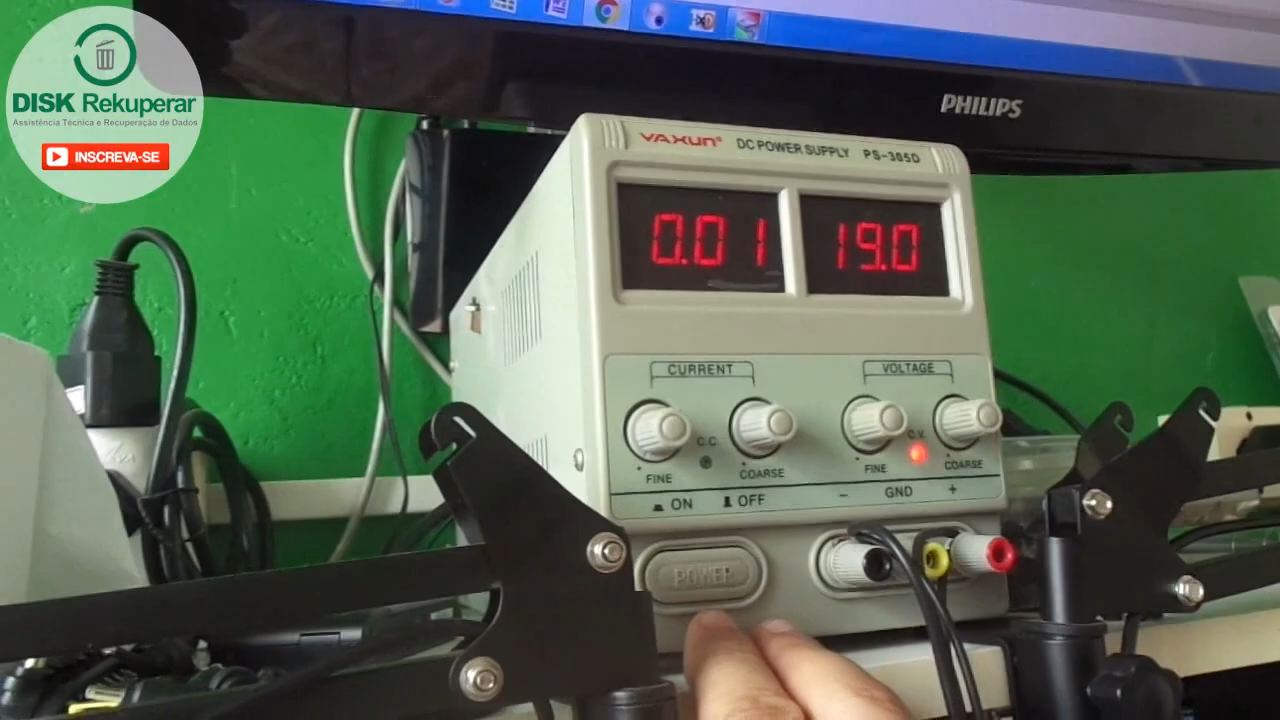 DISK Rekuperar
Assistência Técnica e Recuperação de Dados
INSCREVA-SE
PHILIPS
YAXUN® DC POWER SUPPLY PS-305D
0.01 19.0
CURRENT VOLTAGE
C.C. C.V.
FINE COARSE FINE COARSE
ON OFF − GND +
POWER